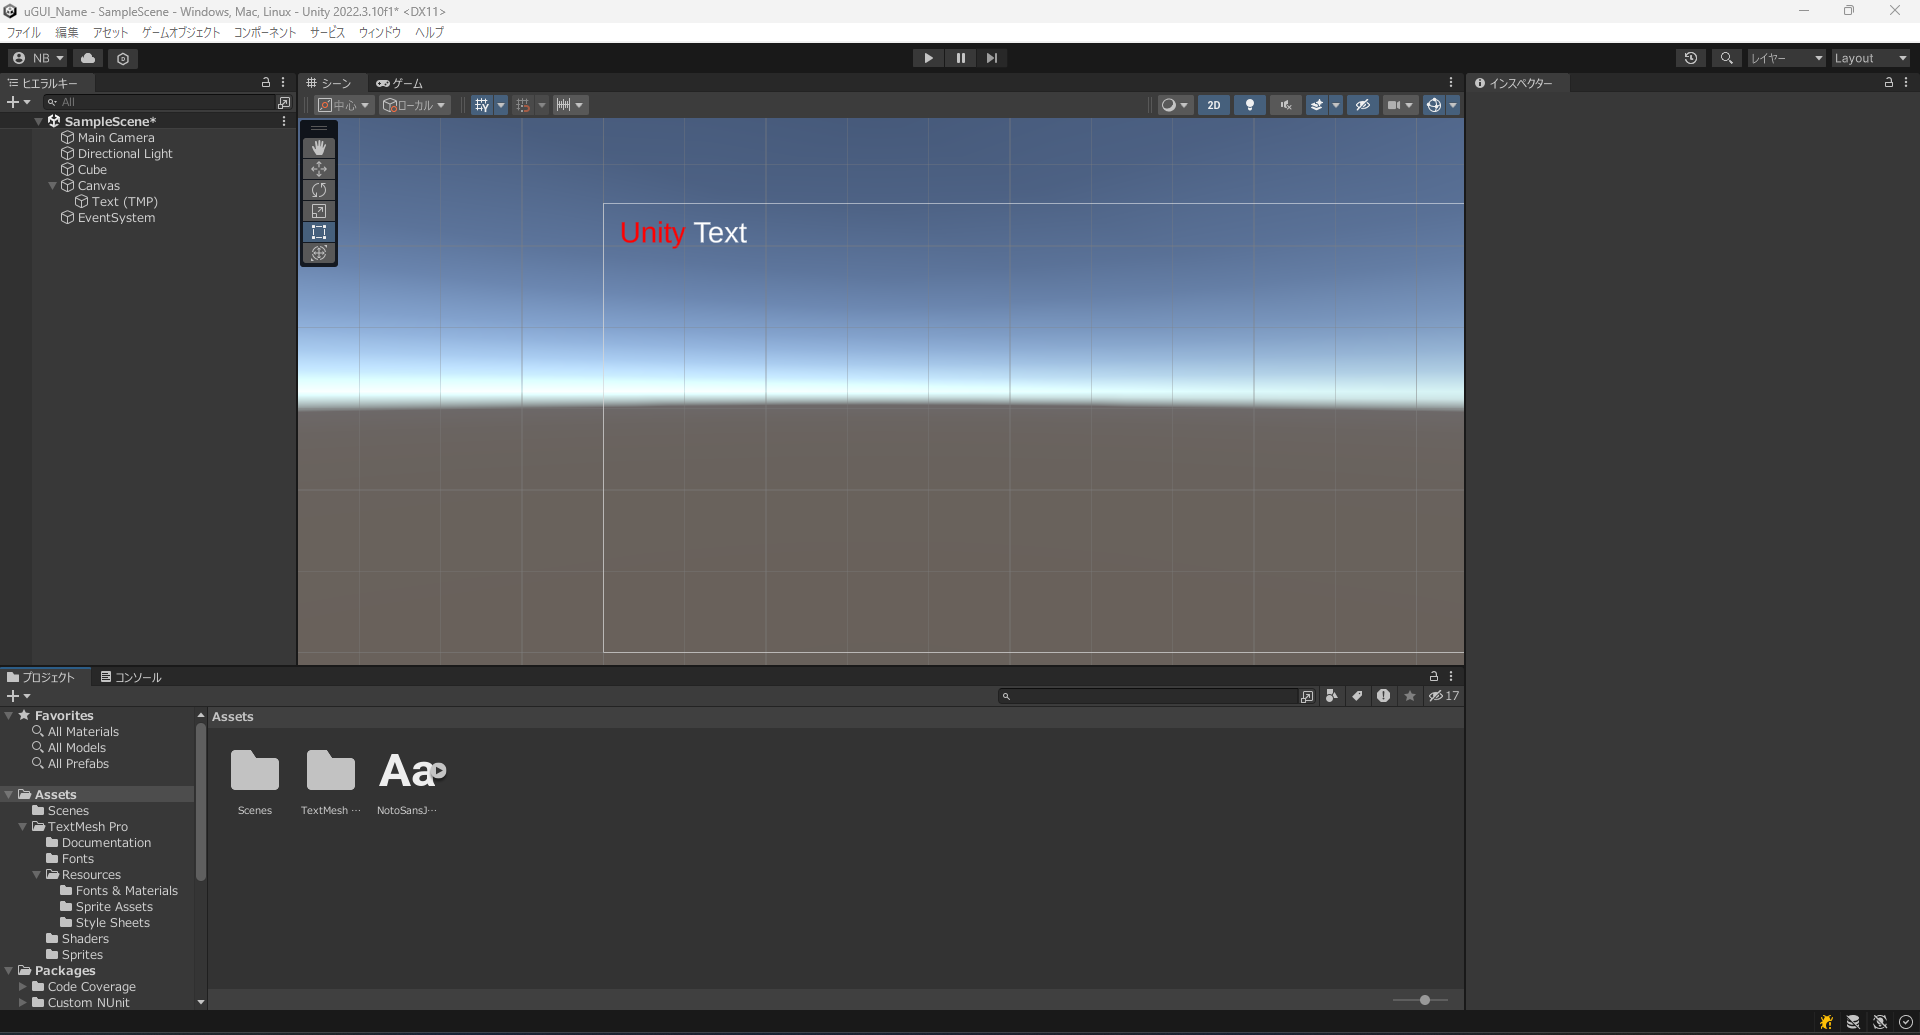 uGUI_Name - SampleScene - Windows, Mac, Linux - Unity 2022.3.10f1* <DX11>
ファイル 編集 アセット ゲームオブジェクト コンポーネント サービス ウィンドウ ヘルプ
NB レイヤー Layout
ヒエラルキー シーン ゲーム インスペクター
All 中心 ローカル 2D
SampleScene*
Main Camera
Directional Light
Cube
Canvas
Text (TMP)
EventSystem
Unity Text
プロジェクト コンソール
17
Favorites
All Materials
All Models
All Prefabs
Assets
Scenes
TextMesh Pro
Documentation
Fonts
Resources
Fonts & Materials
Sprite Assets
Style Sheets
Shaders
Sprites
Packages
Code Coverage
Custom NUnit
Assets
Aa
Scenes TextMesh ... NotoSansJ...